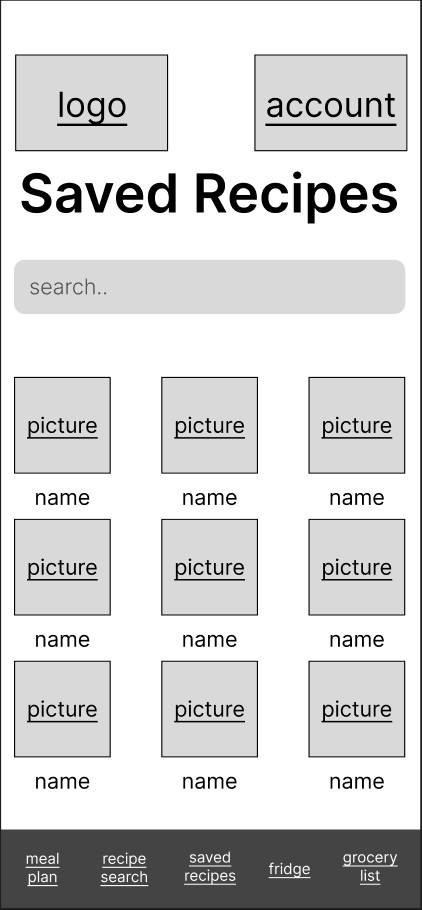 logo account
Saved Recipes
search..
picture picture picture
name name name
picture picture picture
name name name
picture picture picture
name name name
meal recipe saved fridge grocery
plan search recipes list